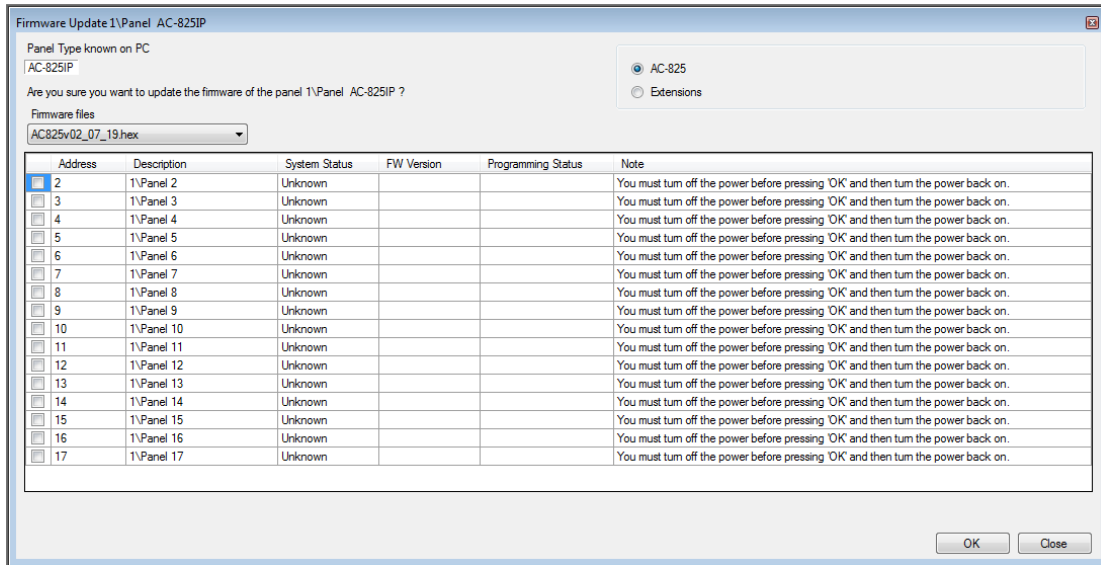 Firmware Update 1\Panel AC-825IP
Panel Type known on PC
AC-825IP
AC-825
Are you sure you want to update the firmware of the panel 1\Panel AC-825IP ?
Extensions
Firmware files
AC825v02_07_19.hex
Address Description System Status FW Version Programming Status Note
2 1\Panel 2 Unknown You must turn off the power before pressing 'OK' and then turn the power back on.
3 1\Panel 3 Unknown You must turn off the power before pressing 'OK' and then turn the power back on.
4 1\Panel 4 Unknown You must turn off the power before pressing 'OK' and then turn the power back on.
5 1\Panel 5 Unknown You must turn off the power before pressing 'OK' and then turn the power back on.
6 1\Panel 6 Unknown You must turn off the power before pressing 'OK' and then turn the power back on.
7 1\Panel 7 Unknown You must turn off the power before pressing 'OK' and then turn the power back on.
8 1\Panel 8 Unknown You must turn off the power before pressing 'OK' and then turn the power back on.
9 1\Panel 9 Unknown You must turn off the power before pressing 'OK' and then turn the power back on.
10 1\Panel 10 Unknown You must turn off the power before pressing 'OK' and then turn the power back on.
11 1\Panel 11 Unknown You must turn off the power before pressing 'OK' and then turn the power back on.
12 1\Panel 12 Unknown You must turn off the power before pressing 'OK' and then turn the power back on.
13 1\Panel 13 Unknown You must turn off the power before pressing 'OK' and then turn the power back on.
14 1\Panel 14 Unknown You must turn off the power before pressing 'OK' and then turn the power back on.
15 1\Panel 15 Unknown You must turn off the power before pressing 'OK' and then turn the power back on.
16 1\Panel 16 Unknown You must turn off the power before pressing 'OK' and then turn the power back on.
17 1\Panel 17 Unknown You must turn off the power before pressing 'OK' and then turn the power back on.
OK Close